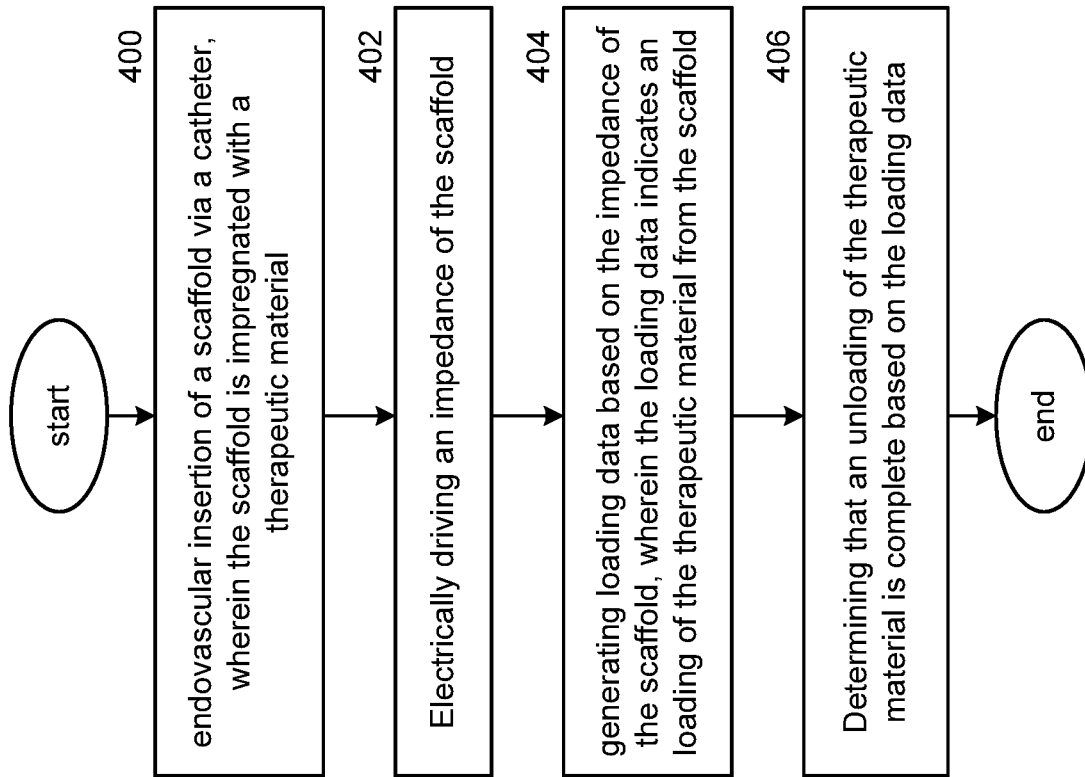 start
400
endovascular insertion of a scaffold via a catheter,
wherein the scaffold is impregnated with a
therapeutic material
402
Electrically driving an impedance of the scaffold
404
generating loading data based on the impedance of
the scaffold, wherein the loading data indicates an
loading of the therapeutic material from the scaffold
406
Determining that an unloading of the therapeutic
material is complete based on the loading data
end